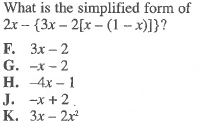 What is the simplified form of
2x – {3x – 2[x – (1 – x)]}?
F. 3x – 2
G. –x – 2
H. –4x – 1
J. –x + 2.
K. 3x – 2x²